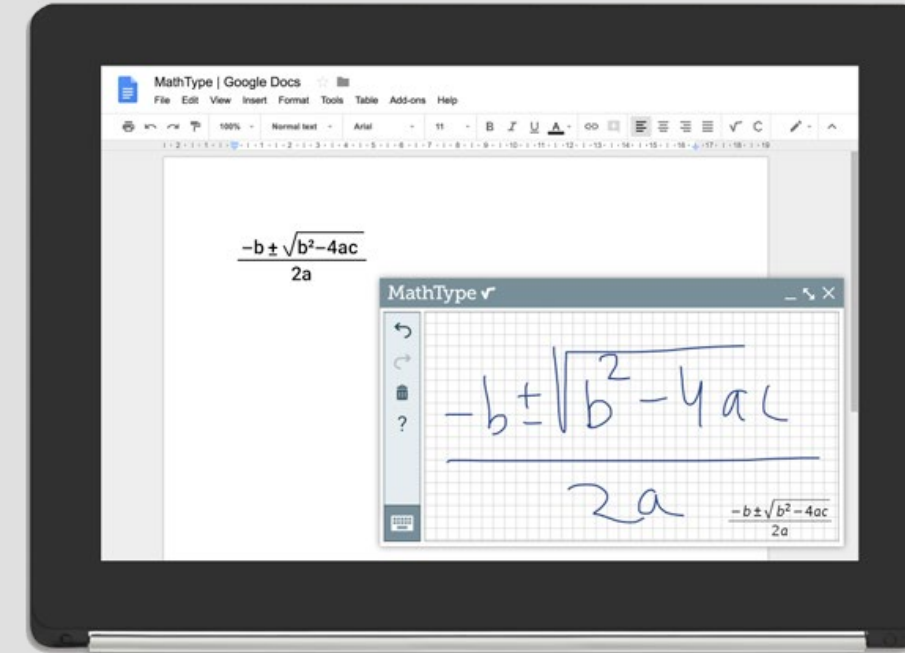 MathType | Google Docs
File Edit View Insert Format Tools Table Add-ons Help
100% Normal text Arial 11 B I U A
-b ± √b²-4ac
2a
MathType √
-b ± √b²-4ac
2a
?
-b ± √b²-4ac
2a